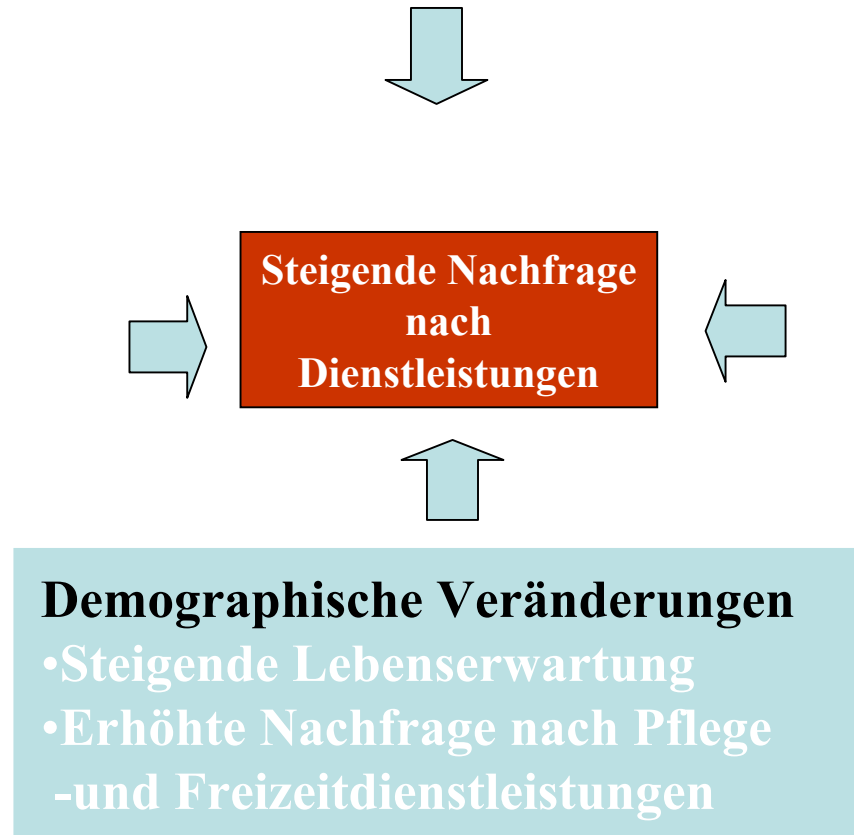 Steigende Nachfrage
nach
Dienstleistungen
Demographische Veränderungen
•Steigende Lebenserwartung
•Erhöhte Nachfrage nach Pflege
-und Freizeitdienstleistungen